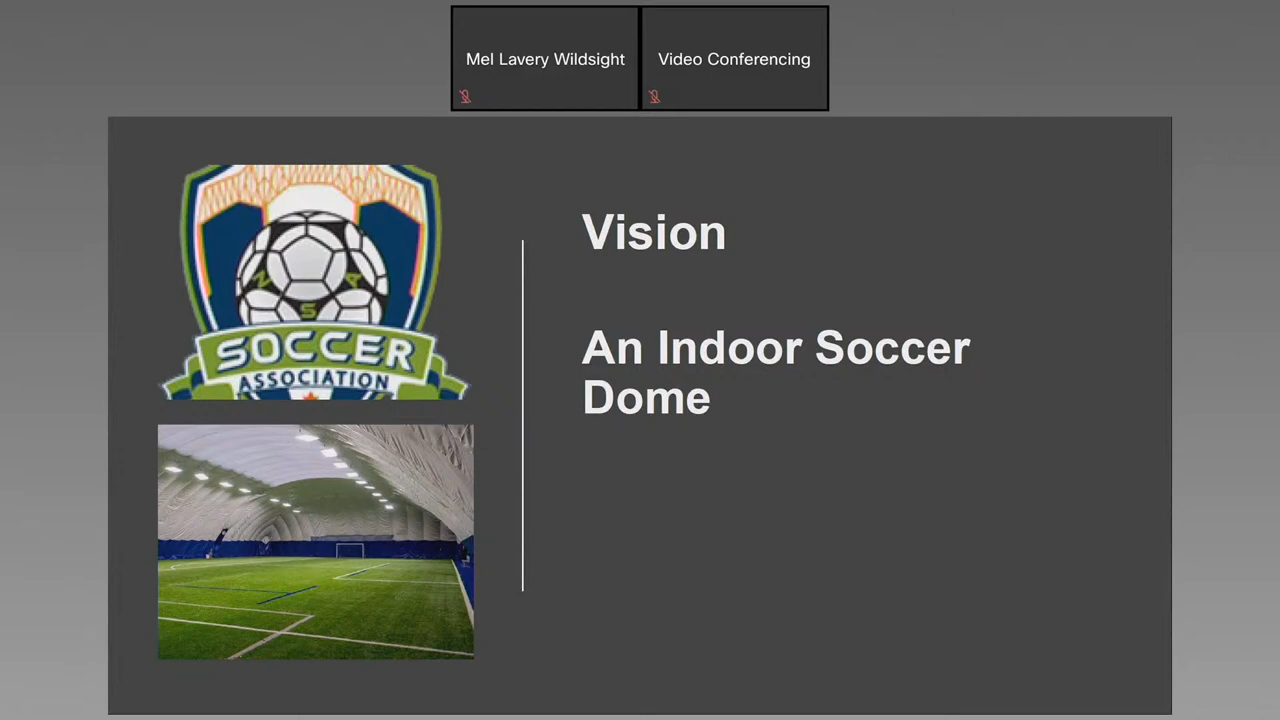 Mel Lavery Wildsight
Video Conferencing
N S A
SOCCER
ASSOCIATION
Vision
An Indoor Soccer
Dome